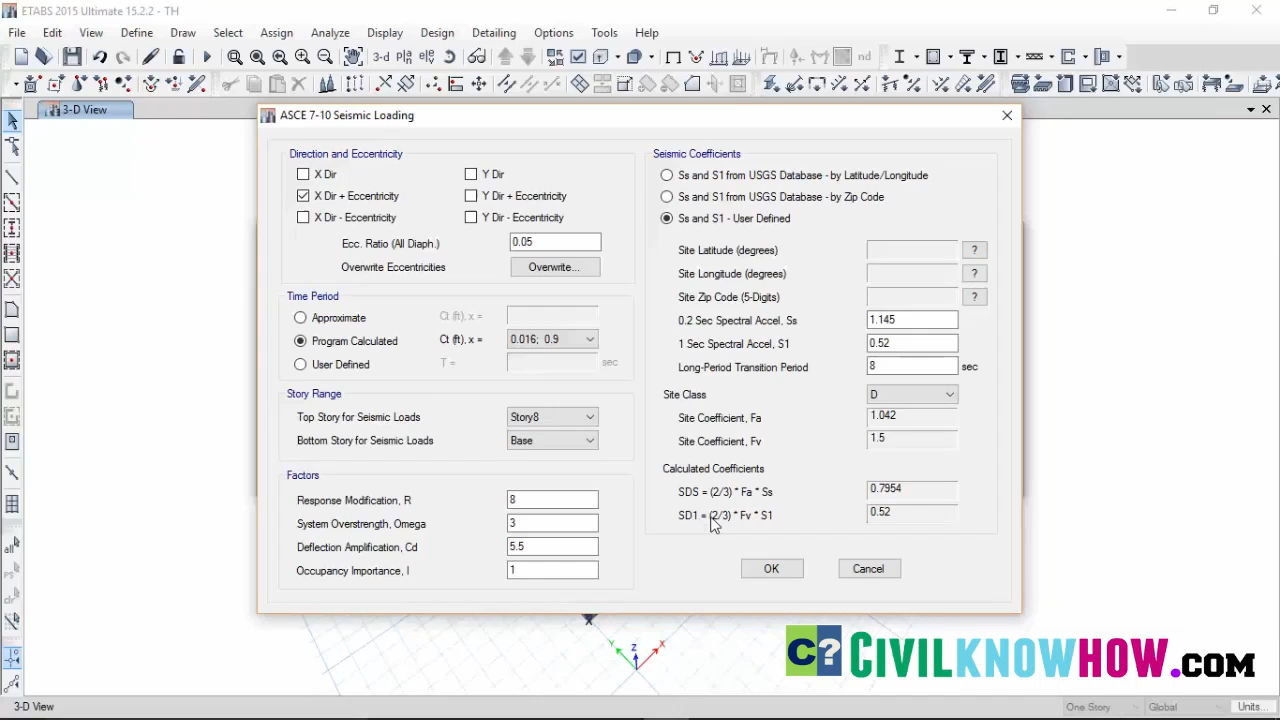 ETABS 2015 Ultimate 15.2.2 - TH
File Edit View Define Draw Select Assign Analyze Display Design Detailing Options Tools Help
3-d
nd
3-D View
ASCE 7-10 Seismic Loading
Direction and Eccentricity
X Dir
Y Dir
X Dir + Eccentricity
Y Dir + Eccentricity
X Dir - Eccentricity
Y Dir - Eccentricity
Ecc. Ratio (All Diaph.)
0.05
Overwrite Eccentricities
Overwrite...
Time Period
Approximate
Ct (ft), x =
Program Calculated
Ct (ft), x =
0.016; 0.9
User Defined
T =
sec
Story Range
Top Story for Seismic Loads
Story8
Bottom Story for Seismic Loads
Base
Factors
Response Modification, R
8
System Overstrength, Omega
3
Deflection Amplification, Cd
5.5
Occupancy Importance, I
1
Seismic Coefficients
Ss and S1 from USGS Database - by Latitude/Longitude
Ss and S1 from USGS Database - by Zip Code
Ss and S1 - User Defined
Site Latitude (degrees)
?
Site Longitude (degrees)
?
Site Zip Code (5-Digits)
?
0.2 Sec Spectral Accel, Ss
1.145
1 Sec Spectral Accel, S1
0.52
Long-Period Transition Period
8
sec
Site Class
D
Site Coefficient, Fa
1.042
Site Coefficient, Fv
1.5
Calculated Coefficients
SDS = (2/3) * Fa * Ss
0.7954
SD1 = (2/3) * Fv * S1
0.52
OK
Cancel
all
X
Y
Z
X
C?
CIVILKNOWHOW.COM
3-D View
One Story
Global
Units...